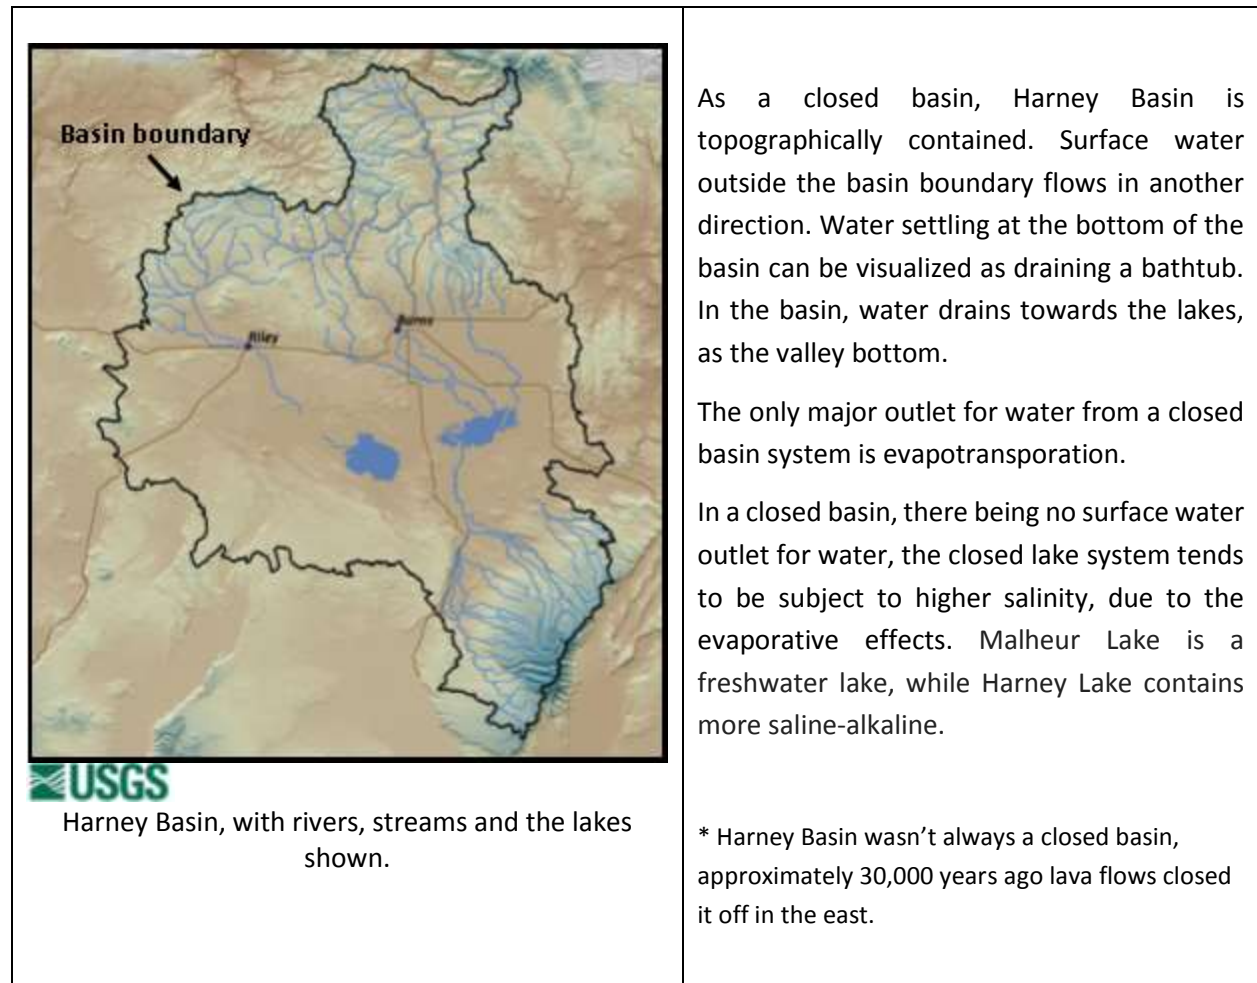 Basin boundary
Riley
Burns
USGS
Harney Basin, with rivers, streams and the lakes
shown.
As a closed basin, Harney Basin is
topographically contained. Surface water
outside the basin boundary flows in another
direction. Water settling at the bottom of the
basin can be visualized as draining a bathtub.
In the basin, water drains towards the lakes,
as the valley bottom.
The only major outlet for water from a closed
basin system is evapotransporation.
In a closed basin, there being no surface water
outlet for water, the closed lake system tends
to be subject to higher salinity, due to the
evaporative effects. Malheur Lake is a
freshwater lake, while Harney Lake contains
more saline-alkaline.
* Harney Basin wasn’t always a closed basin,
approximately 30,000 years ago lava flows closed
it off in the east.